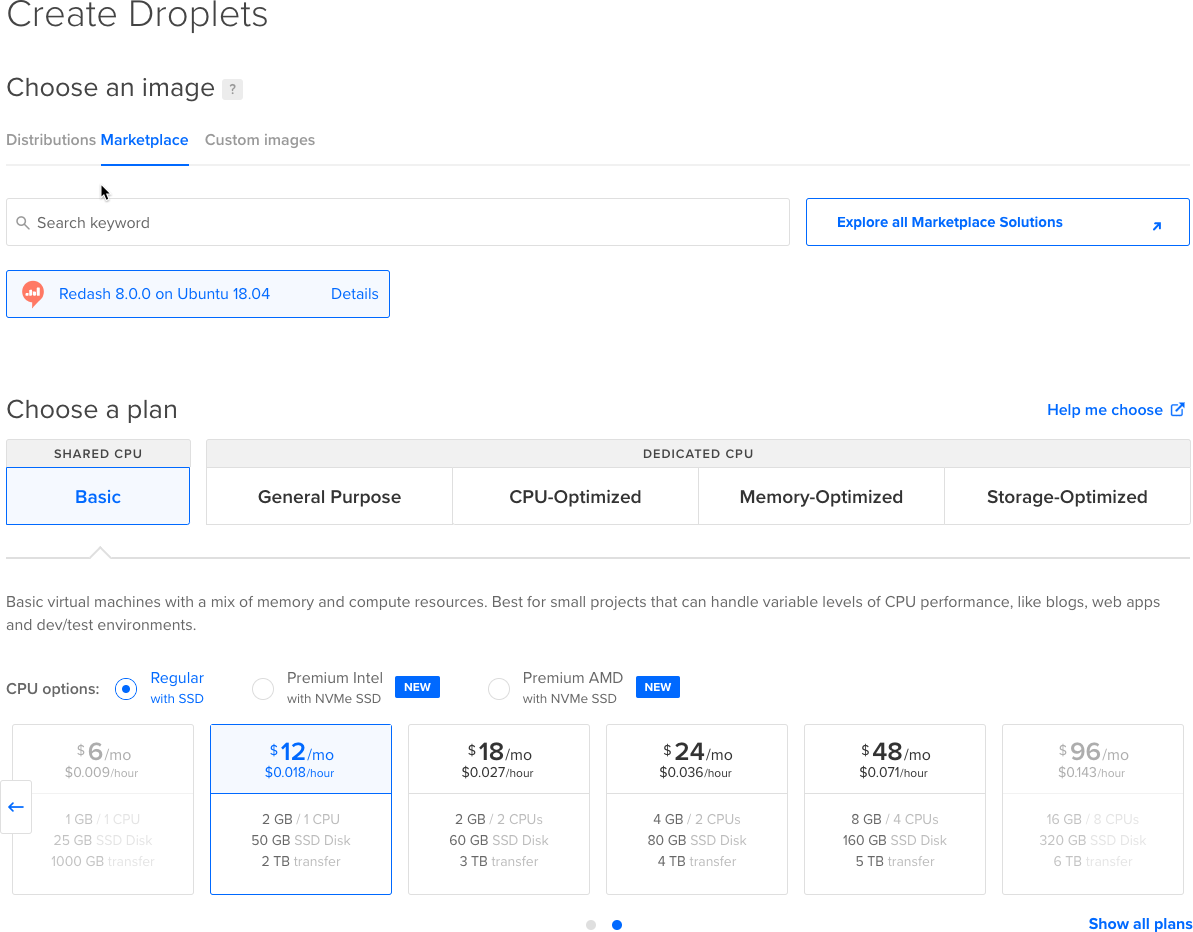 Create Droplets
Choose an image ?
Distributions Marketplace Custom images
Search keyword
Explore all Marketplace Solutions
Redash 8.0.0 on Ubuntu 18.04 Details
Choose a plan
Help me choose
SHARED CPU
DEDICATED CPU
Basic
General Purpose
CPU-Optimized
Memory-Optimized
Storage-Optimized
Basic virtual machines with a mix of memory and compute resources. Best for small projects that can handle variable levels of CPU performance, like blogs, web apps
and dev/test environments.
CPU options:
Regular
with SSD
Premium Intel
with NVMe SSD
NEW
Premium AMD
with NVMe SSD
NEW
$6/mo
$0.009/hour
1 GB / 1 CPU
25 GB SSD Disk
1000 GB transfer
$12/mo
$0.018/hour
2 GB / 1 CPU
50 GB SSD Disk
2 TB transfer
$18/mo
$0.027/hour
2 GB / 2 CPUs
60 GB SSD Disk
3 TB transfer
$24/mo
$0.036/hour
4 GB / 2 CPUs
80 GB SSD Disk
4 TB transfer
$48/mo
$0.071/hour
8 GB / 4 CPUs
160 GB SSD Disk
5 TB transfer
$96/mo
$0.143/hour
16 GB / 8 CPUs
320 GB SSD Disk
6 TB transfer
Show all plans